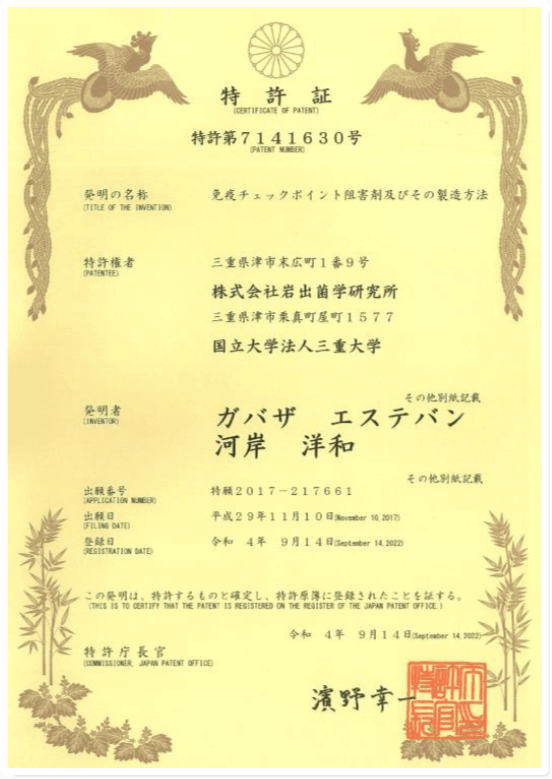 特許証
(CERTIFICATE OF PATENT)
特許第7141630号
(PATENT NUMBER)
発明の名称 免疫チェックポイント阻害剤及びその製造方法
(TITLE OF THE INVENTION)
特許権者 三重県津市末広町1番9号
(PATENTEE)
株式会社岩出菌学研究所
三重県津市栗真町屋町1577
国立大学法人三重大学
その他別紙記載
発明者 ガバザ エステバン
(INVENTOR)
河岸 洋和
その他別紙記載
出願番号 特願2017-217661
(APPLICATION NUMBER)
出願日 平成29年11月10日(November 10,2017)
(FILING DATE)
登録日 令和 4年 9月14日(September 14,2022)
(REGISTRATION DATE)
この発明は、特許するものと確定し、特許原簿に登録されたことを証する。
(THIS IS TO CERTIFY THAT THE PATENT IS REGISTERED ON THE REGISTER OF THE JAPAN PATENT OFFICE.)
令和 4年 9月14日(September 14,2022)
特許庁長官
(COMMISSIONER, JAPAN PATENT OFFICE)
濱野幸一